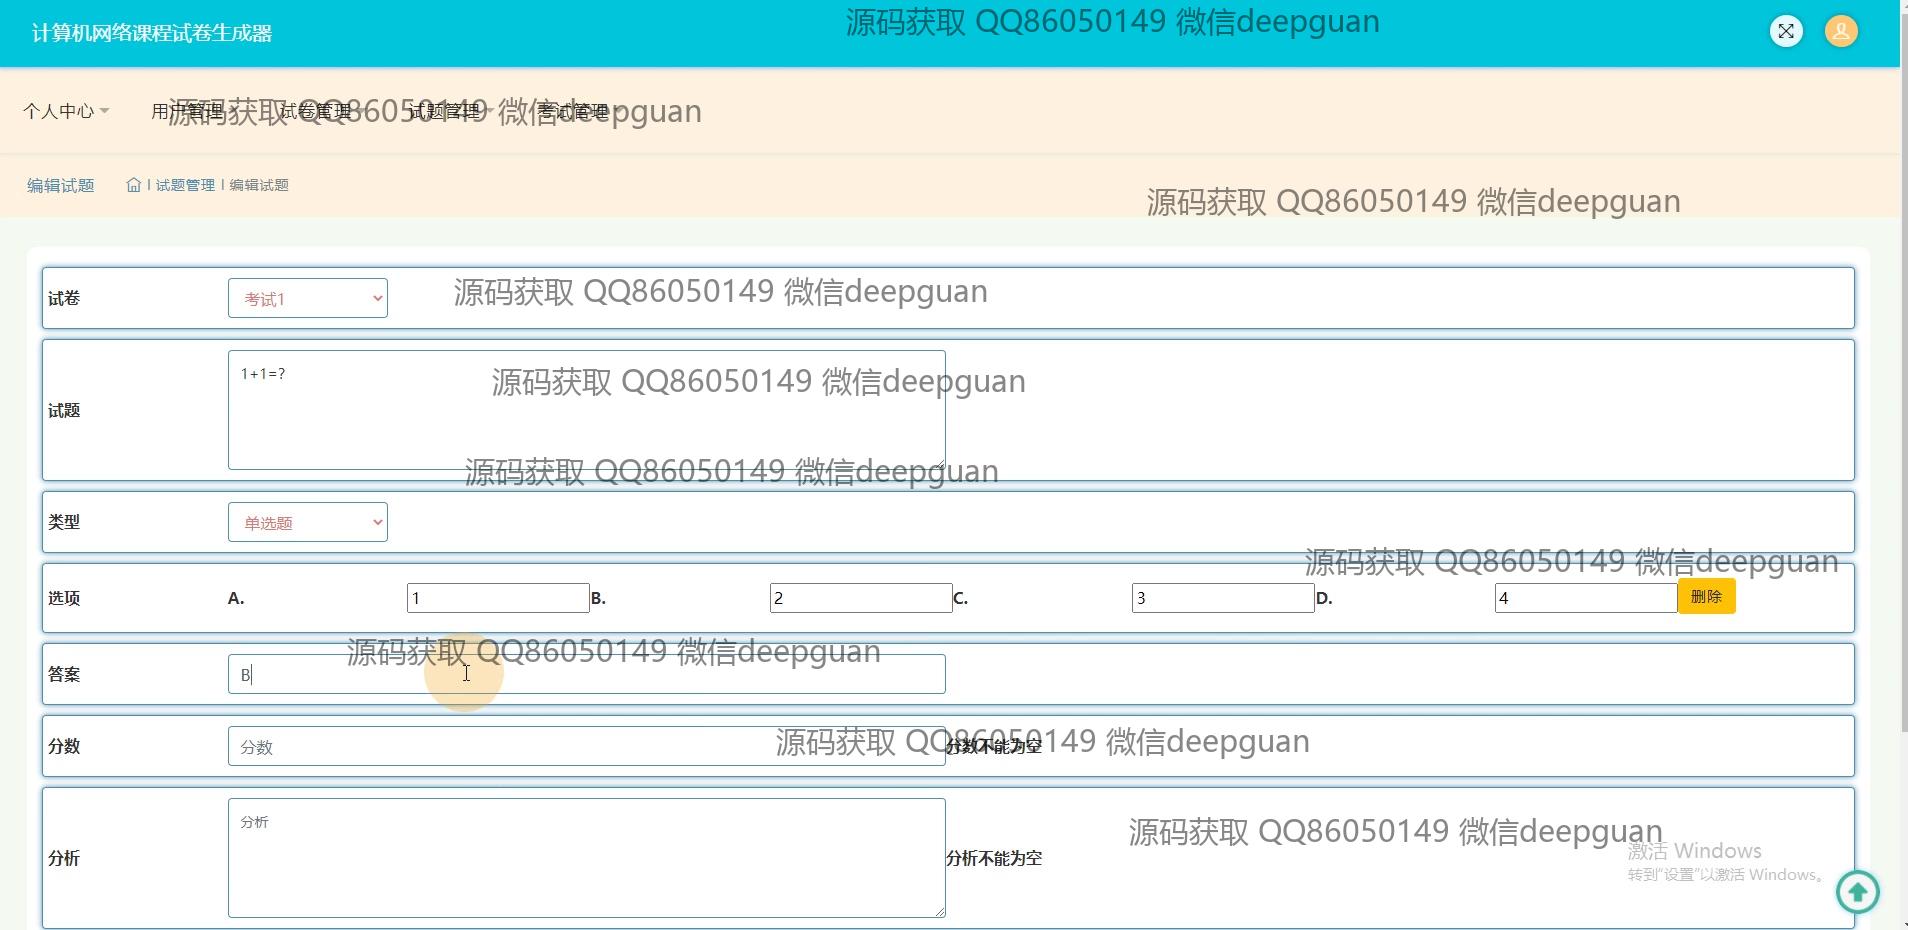 计算机网络课程试卷生成器
源码获取 QQ86050149 微信deepguan
个人中心 用户管理 试卷管理 试题管理 考试管理
源码获取 QQ86050149 微信deepguan
编辑试题 | 试题管理 | 编辑试题
源码获取 QQ86050149 微信deepguan
试卷 考试1
源码获取 QQ86050149 微信deepguan
试题 1+1=?
源码获取 QQ86050149 微信deepguan
源码获取 QQ86050149 微信deepguan
类型 单选题
源码获取 QQ86050149 微信deepguan
选项 A. 1 B. 2 C. 3 D. 4 删除
源码获取 QQ86050149 微信deepguan
答案 B
源码获取 QQ86050149 微信deepguan
分数 分数 分数不能为空
源码获取 QQ86050149 微信deepguan
分析 分析 分析不能为空
激活 Windows
转到"设置"以激活 Windows。